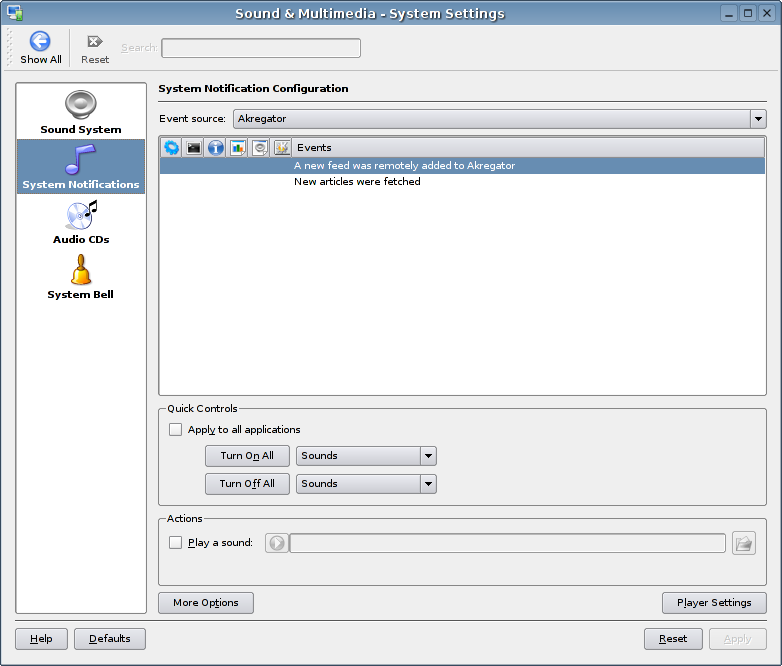 Sound & Multimedia - System Settings
Show All
Reset
Search:
Sound System
System Notifications
Audio CDs
System Bell
System Notification Configuration
Event source: Akregator
Events
A new feed was remotely added to Akregator
New articles were fetched
Quick Controls
Apply to all applications
Turn On All Sounds
Turn Off All Sounds
Actions
Play a sound:
More Options Player Settings
Help Defaults Reset Apply